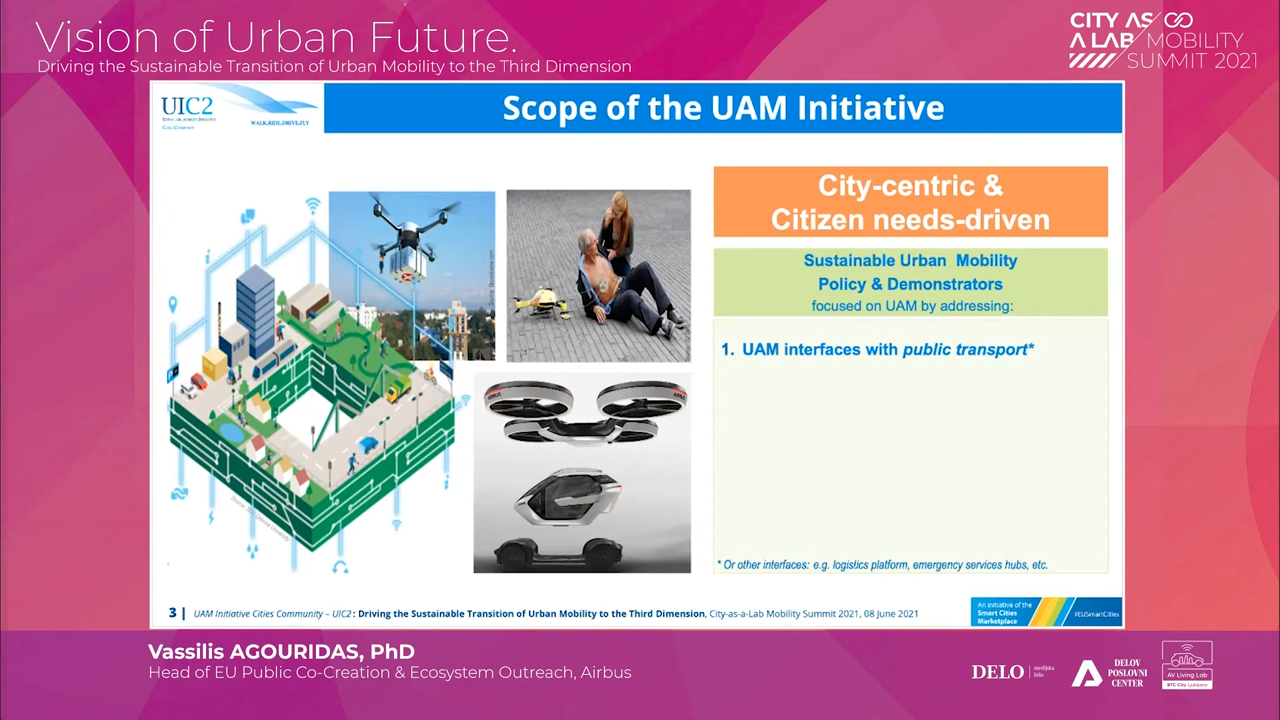 Vision of Urban Future.
Driving the Sustainable Transition of Urban Mobility to the Third Dimension
CITY AS
A LAB MOBILITY
SUMMIT 2021
UIC2
WALK.RIDE.DRIVE.FLY
Scope of the UAM Initiative
City-centric &
Citizen needs-driven
Sustainable Urban Mobility
Policy & Demonstrators
focused on UAM by addressing:
1. UAM interfaces with public transport*
* Or other interfaces: e.g. logistics platform, emergency services hubs, etc.
AIRBUS
3 | UAM Initiative Cities Community – UIC2 : Driving the Sustainable Transition of Urban Mobility to the Third Dimension, City-as-a-Lab Mobility Summit 2021, 08 June 2021
An initiative of the
Smart Cities
Marketplace
#EUSmartCities
Vassilis AGOURIDAS, PhD
Head of EU Public Co-Creation & Ecosystem Outreach, Airbus
DELO
medijska
hiša
DELOV
POSLOVNI
CENTER
AV Living Lab
BTC City Ljubljana